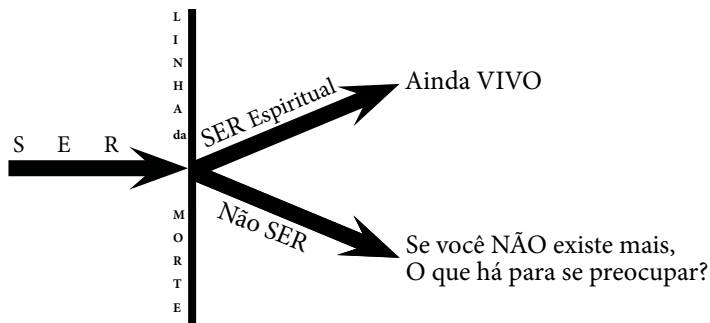 S E R
LINHA da MORTE
SER Espiritual
Ainda VIVO
Não SER
Se você NÃO existe mais,
O que há para se preocupar?